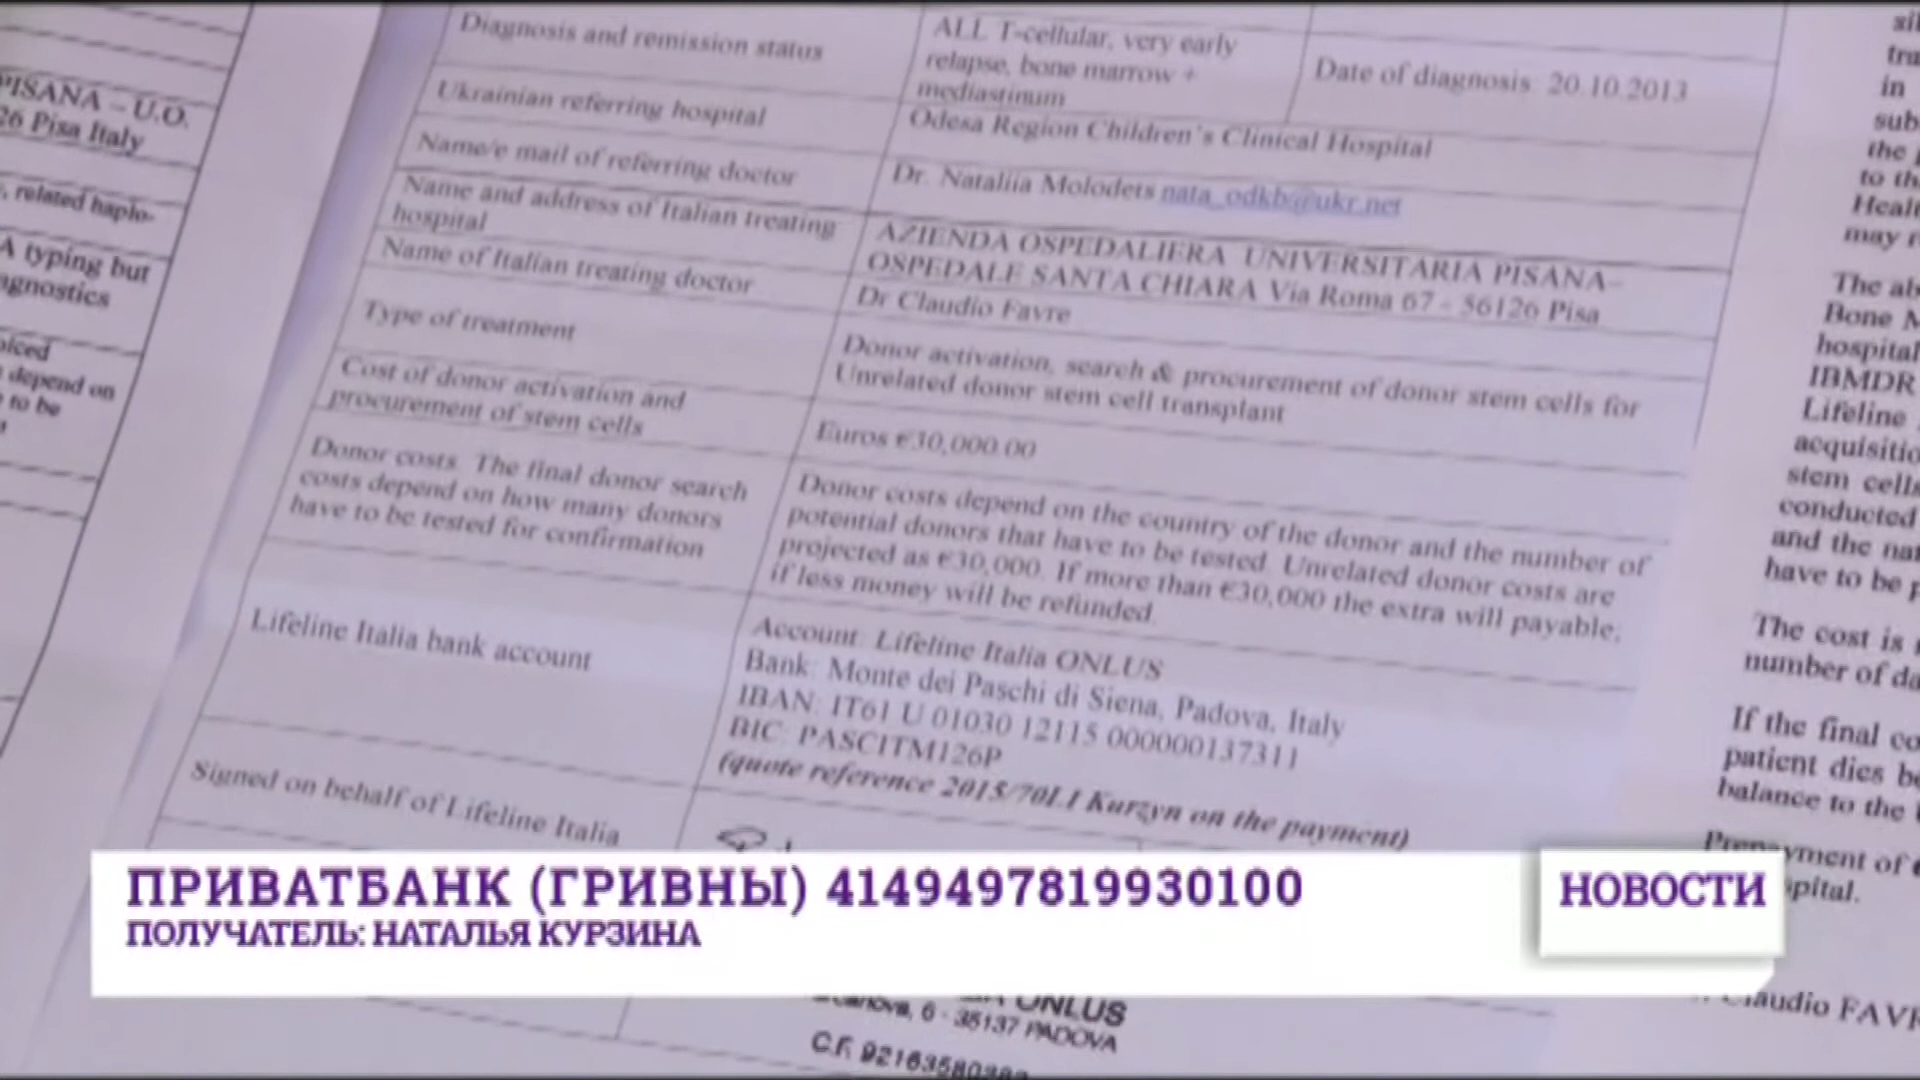 PISANA – U.O.
26 Pisa Italy
related haplo-
A typing but
agnostics
depend on
to be
Diagnosis and remission status
ALL T-cellular, very early
relapse, bone marrow +
mediastinum
Date of diagnosis 20.10.2013
Ukrainian referring hospital
Odesa Region Children's Clinical Hospital
Name/e mail of referring doctor
Dr. Nataliia Molodets nata_odkb@ukr.net
Name and address of Italian treating
hospital
AZIENDA OSPEDALIERA UNIVERSITARIA PISANA–
OSPEDALE SANTA CHIARA Via Roma 67 - 56126 Pisa
Name of Italian treating doctor
Dr Claudio Favre
Type of treatment
Donor activation, search & procurement of donor stem cells for
Unrelated donor stem cell transplant
Cost of donor activation and
procurement of stem cells
Euros €30,000.00
Donor costs. The final donor search
costs depend on how many donors
have to be tested for confirmation
Donor costs depend on the country of the donor and the number of
potential donors that have to be tested. Unrelated donor costs are
projected as €30,000. If more than €30,000 the extra will payable;
if less money will be refunded.
Lifeline Italia bank account
Account: Lifeline Italia ONLUS
Bank: Monte dei Paschi di Siena, Padova, Italy
IBAN: IT61 U 01030 12115 000000137311
BIC: PASCITM126P
(quote reference 2015/70LI Kurzyn on the payment)
Signed on behalf of Lifeline Italia
in
sub
the
to th
Healt
may r
The ab
Bone M
hospital
IBMDR
Lifeline
acquisitio
stem cells
conducted
and the nat
have to be p
The cost is
number of da
If the final co
patient dies be
balance to the
Prepayment of
spital.
Claudio FAVR
ПРИВАТБАНК (ГРИВНЫ) 4149497819930100
ПОЛУЧАТЕЛЬ: НАТАЛЬЯ КУРЗИНА
НОВОСТИ
ONLUS
6 - 35137 PADOVA
C.F. 92163580